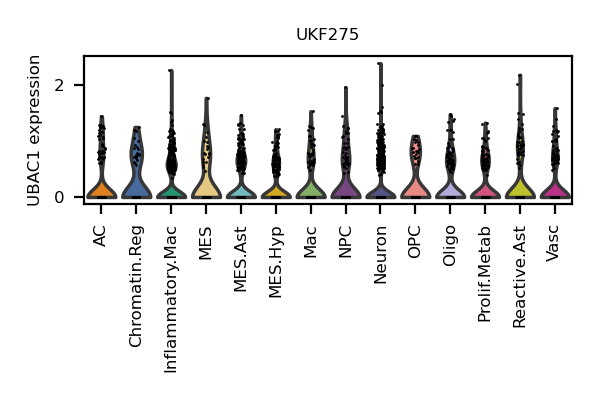 UKF275
UBAC1 expression
2
0
AC
Chromatin.Reg
Inflammatory.Mac
MES
MES.Ast
MES.Hyp
Mac
NPC
Neuron
OPC
Oligo
Prolif.Metab
Reactive.Ast
Vasc